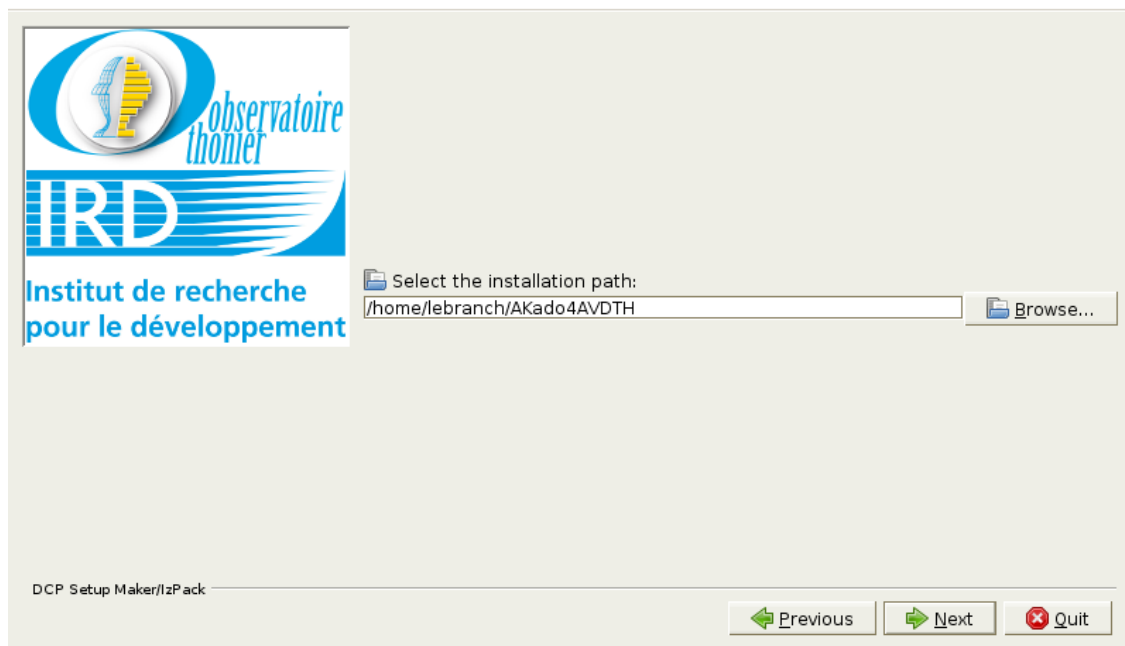 observatoire
thonier
IRD
Institut de recherche
pour le développement
Select the installation path:
/home/lebranch/AKado4AVDTH
Browse...
DCP Setup Maker/IzPack
Previous
Next
Quit